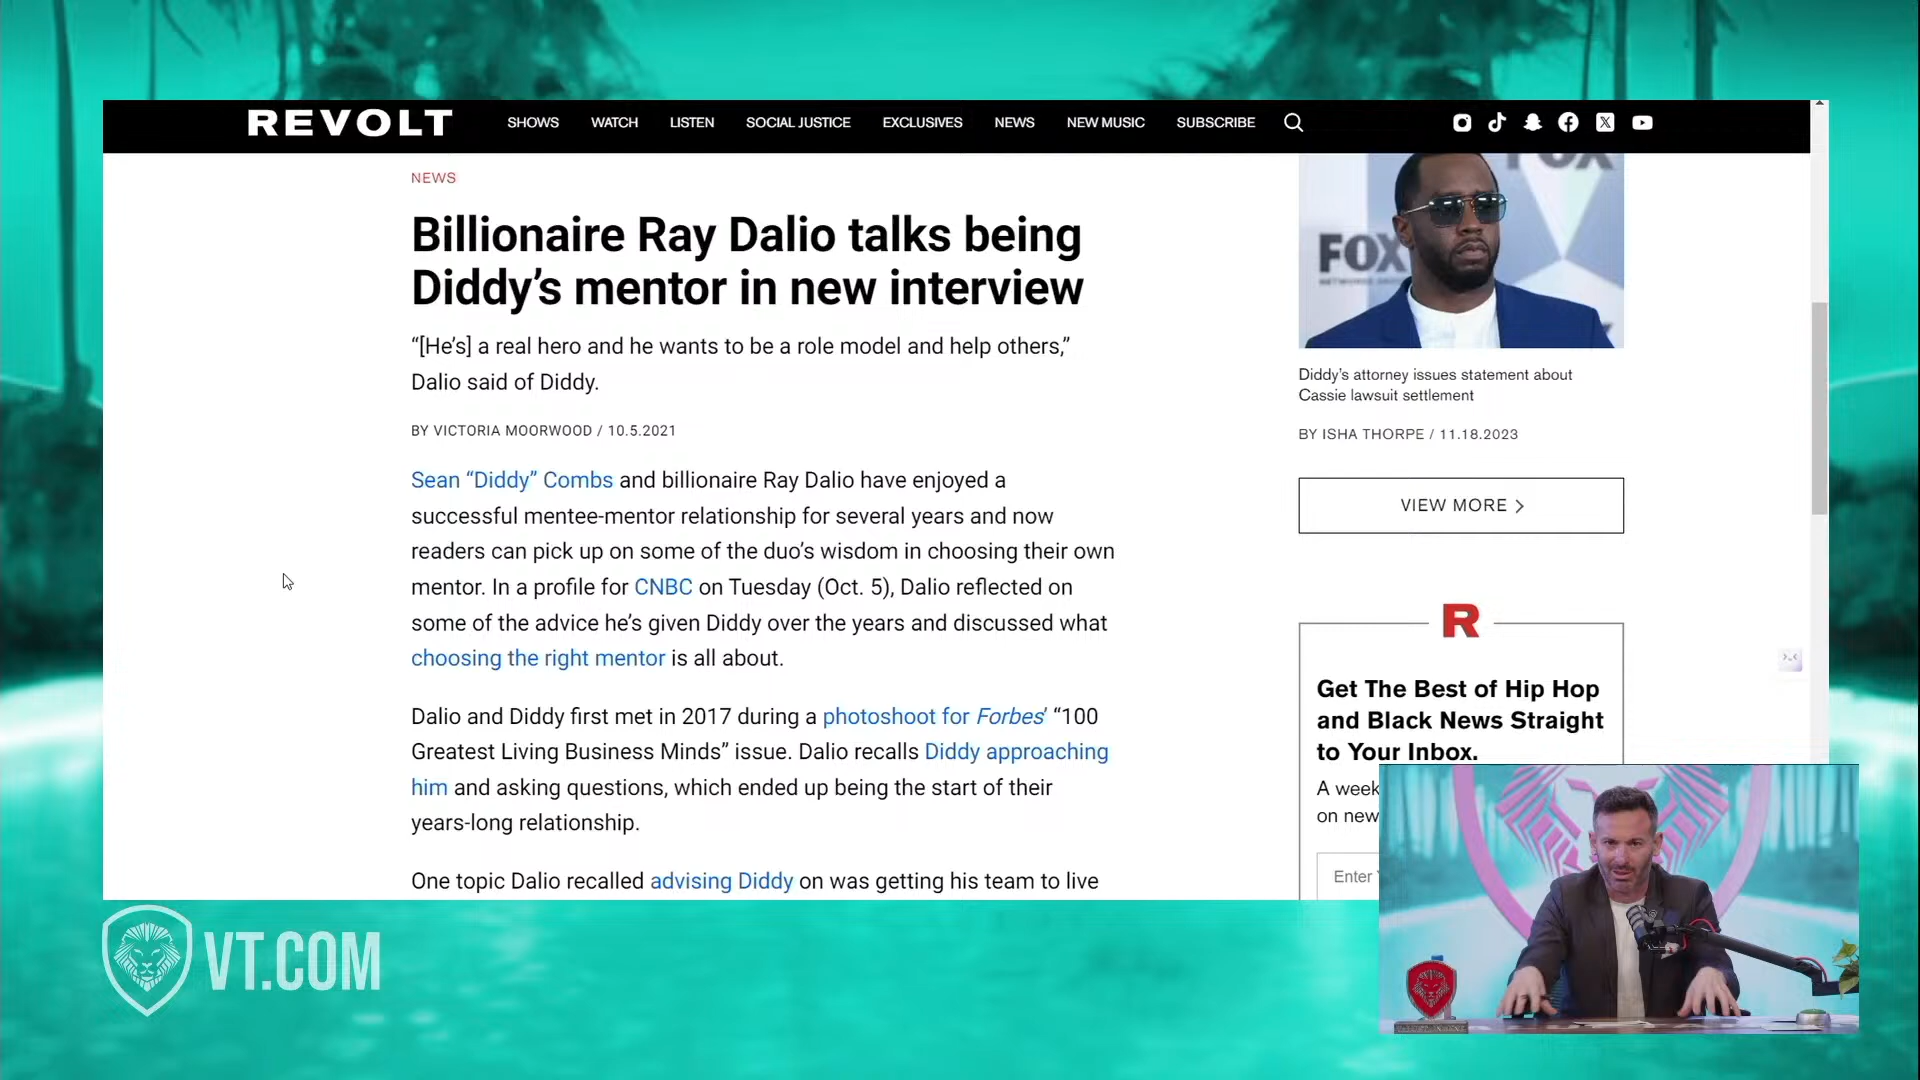 REVOLT
SHOWS WATCH LISTEN SOCIAL JUSTICE EXCLUSIVES NEWS NEW MUSIC SUBSCRIBE
NEWS
Billionaire Ray Dalio talks being
Diddy’s mentor in new interview
“[He’s] a real hero and he wants to be a role model and help others,”
Dalio said of Diddy.
BY VICTORIA MOORWOOD / 10.5.2021
Sean “Diddy” Combs and billionaire Ray Dalio have enjoyed a
successful mentee-mentor relationship for several years and now
readers can pick up on some of the duo’s wisdom in choosing their own
mentor. In a profile for CNBC on Tuesday (Oct. 5), Dalio reflected on
some of the advice he’s given Diddy over the years and discussed what
choosing the right mentor is all about.
Dalio and Diddy first met in 2017 during a photoshoot for Forbes’ “100
Greatest Living Business Minds” issue. Dalio recalls Diddy approaching
him and asking questions, which ended up being the start of their
years-long relationship.
One topic Dalio recalled advising Diddy on was getting his team to live
FOX
FOX
Diddy’s attorney issues statement about
Cassie lawsuit settlement
BY ISHA THORPE / 11.18.2023
VIEW MORE >
R
Get The Best of Hip Hop
and Black News Straight
to Your Inbox.
A week
on new
Enter
VT.COM